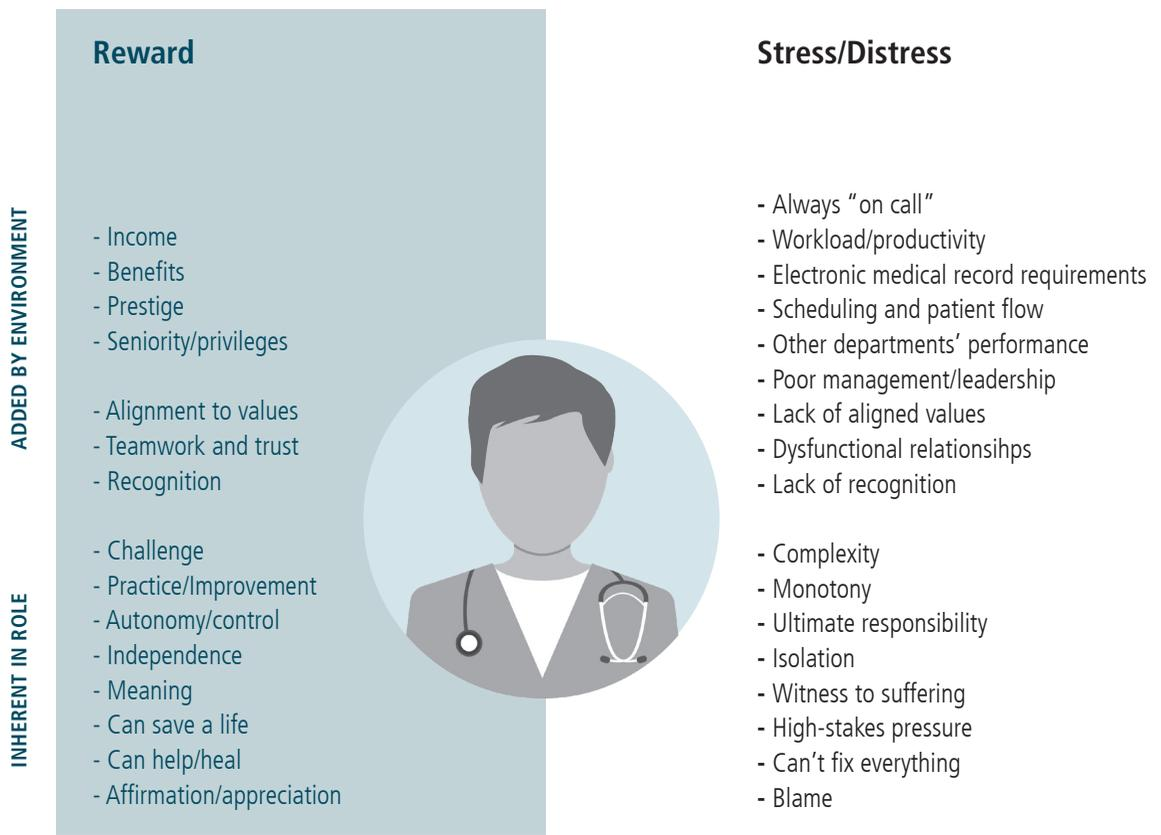 Reward
ADDED BY ENVIRONMENT
- Income
- Benefits
- Prestige
- Seniority/privileges
- Alignment to values
- Teamwork and trust
- Recognition
INHERENT IN ROLE
- Challenge
- Practice/Improvement
- Autonomy/control
- Independence
- Meaning
- Can save a life
- Can help/heal
- Affirmation/appreciation
Stress/Distress
- Always “on call”
- Workload/productivity
- Electronic medical record requirements
- Scheduling and patient flow
- Other departments’ performance
- Poor management/leadership
- Lack of aligned values
- Dysfunctional relationsihps
- Lack of recognition
- Complexity
- Monotony
- Ultimate responsibility
- Isolation
- Witness to suffering
- High-stakes pressure
- Can’t fix everything
- Blame